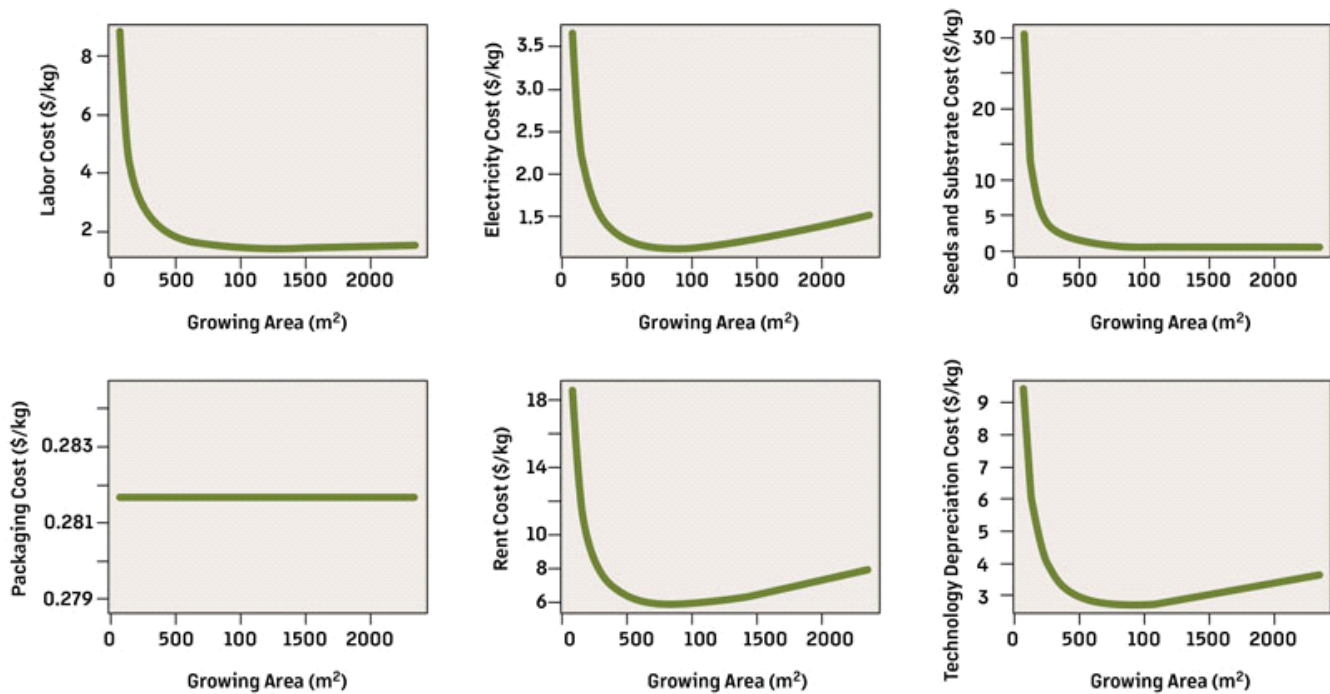 Labor Cost ($/kg)
8
6
4
2
0 500 100 1500 2000
Growing Area (m²)
Electricity Cost ($/kg)
3.5
3.0
2.5
2.0
1.5
0 500 100 1500 2000
Growing Area (m²)
Seeds and Substrate Cost ($/kg)
30
20
10
5
0
0 500 100 1500 2000
Growing Area (m²)
Packaging Cost ($/kg)
0.283
0.281
0.279
0 500 100 1500 2000
Growing Area (m²)
Rent Cost ($/kg)
18
14
10
8
6
0 500 100 1500 2000
Growing Area (m²)
Technology Depreciation Cost ($/kg)
9
8
7
6
5
4
3
0 500 100 1500 2000
Growing Area (m²)